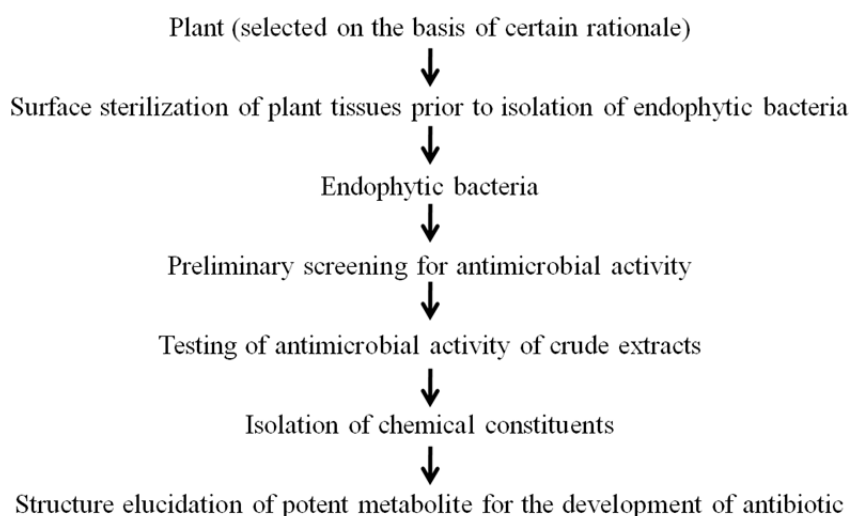 Plant (selected on the basis of certain rationale)
Surface sterilization of plant tissues prior to isolation of endophytic bacteria
Endophytic bacteria
Preliminary screening for antimicrobial activity
Testing of antimicrobial activity of crude extracts
Isolation of chemical constituents
Structure elucidation of potent metabolite for the development of antibiotic